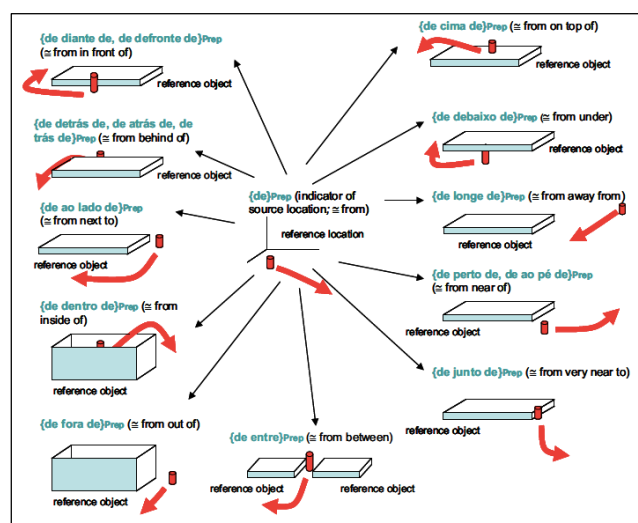 {de diante de, de defronte de}Prep
(≅ from in front of)
reference object
{de cima de}Prep (≅ from on top of)
reference object
{de detrás de, de atrás de, de
trás de}Prep (≅ from behind of)
reference object
{de debaixo de}Prep (≅ from under)
reference object
{de}Prep (indicator of
source location; ≅ from)
reference location
{de ao lado de}Prep
(≅ from next to)
reference object
{de longe de}Prep (≅ from away from)
reference object
{de perto de, de ao pé de}Prep
(≅ from near of)
reference object
{de dentro de}Prep (≅ from
inside of)
reference object
{de junto de}Prep (≅ from very near to)
reference object
{de fora de}Prep (≅ from out of)
reference object
{de entre}Prep (≅ from between)
reference object
reference object